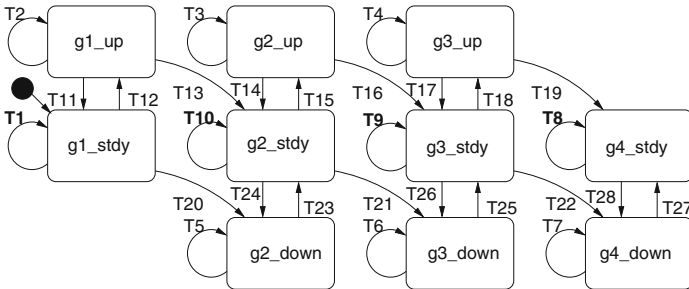 T2 g1_up T3 g2_up T4 g3_up
T11 T12 T13 T14 T15 T16 T17 T18 T19
T1 g1_stdy T10 g2_stdy T9 g3_stdy T8 g4_stdy
T20 T24 T23 T21 T26 T25 T22 T28 T27
T5 g2_down T6 g3_down T7 g4_down